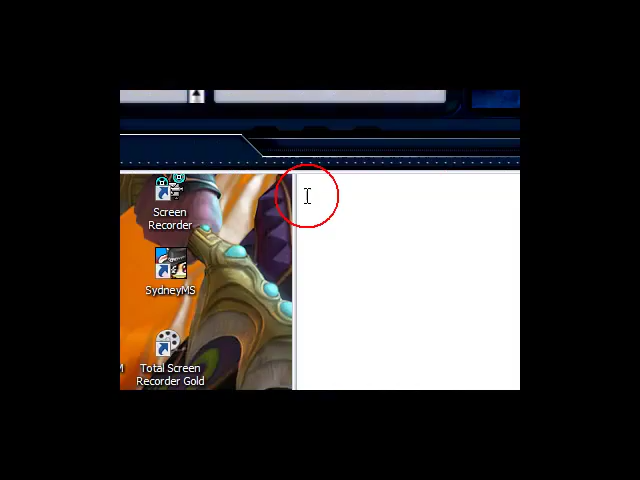 Screen
Recorder
SydneyMS
M
Total Screen
Recorder Gold